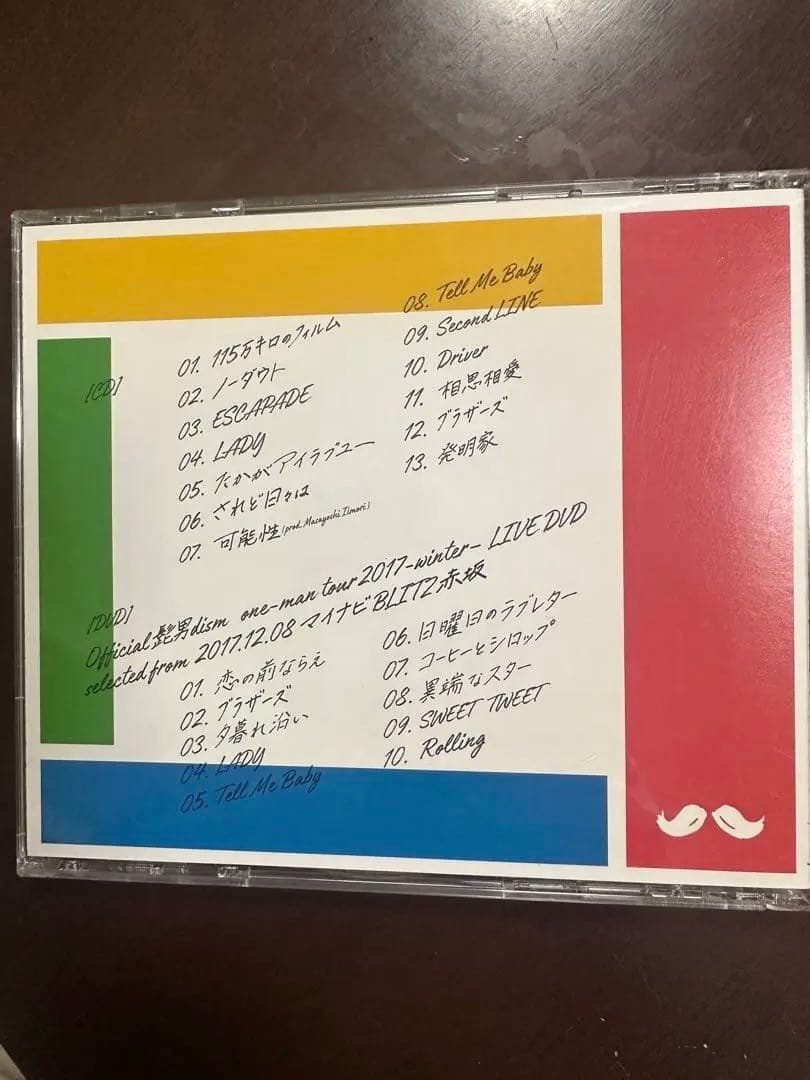 [CD]
01. 115万キロのフィルム
02. ノーダウト
03. ESCAPADE
04. LADY
05. たかがアイラブユー
06. されど日々は
07. 可能性 (prod. Masayoshi Iimori)
08. Tell Me Baby
09. Second LINE
10. Driver
11. 相思相愛
12. ブラザーズ
13. 発明家
[DVD]
Official髭男dism one-man tour 2017-winter- LIVE DVD
selected from 2017.12.08 マイナビBLITZ赤坂
01. 恋の前ならえ
02. ブラザーズ
03. 夕暮れ沿い
04. LADY
05. Tell Me Baby
06. 日曜日のラブレター
07. コーヒーとシロップ
08. 異端なスター
09. SWEET TWEET
10. Rolling